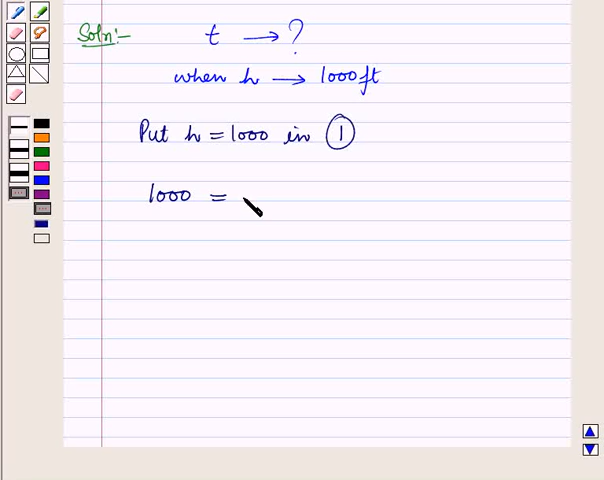 Soln:- t → ?
when h → 1000ft
Put h = 1000 in 1
1000 =